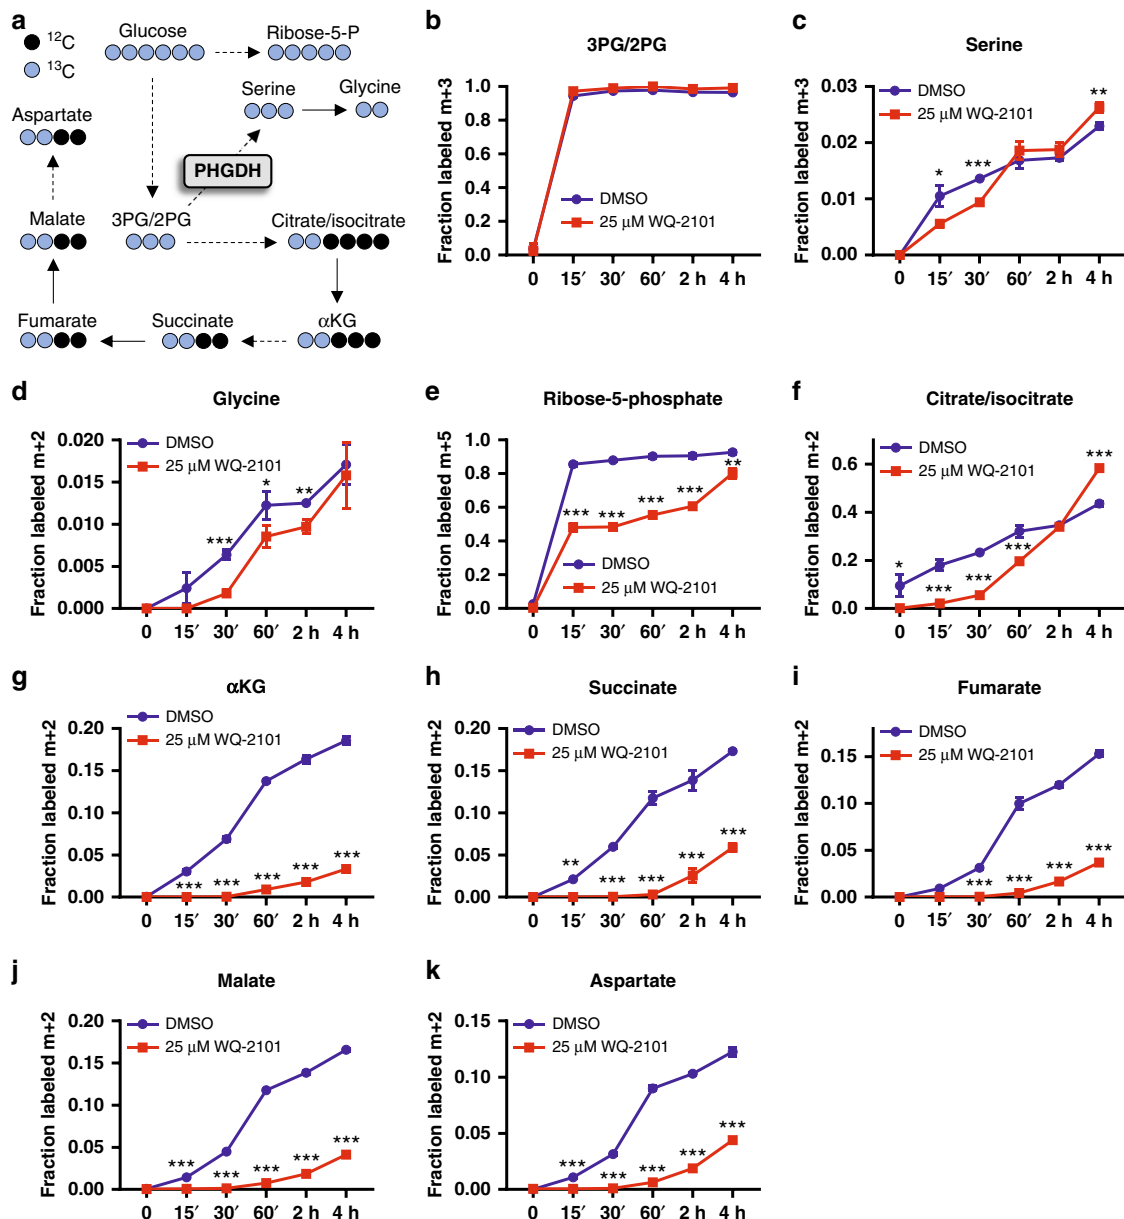 a
¹²C
¹³C
Glucose
Ribose-5-P
Serine
Glycine
Aspartate
PHGDH
Malate
3PG/2PG
Citrate/isocitrate
Fumarate
Succinate
αKG
b
3PG/2PG
Fraction labeled m+3
1.0
0.8
0.6
0.4
0.2
0.0
DMSO
25 μM WQ-2101
0 15′ 30′ 60′ 2 h 4 h
c
Serine
Fraction labeled m+3
0.03
0.02
0.01
0.00
DMSO
25 μM WQ-2101
* *** **
0 15′ 30′ 60′ 2 h 4 h
d
Glycine
Fraction labeled m+2
0.020
0.015
0.010
0.005
0.000
DMSO
25 μM WQ-2101
*** * **
0 15′ 30′ 60′ 2 h 4 h
e
Ribose-5-phosphate
Fraction labeled m+5
1.0
0.8
0.6
0.4
0.2
0.0
*** *** *** *** **
DMSO
25 μM WQ-2101
0 15′ 30′ 60′ 2 h 4 h
f
Citrate/isocitrate
Fraction labeled m+2
0.6
0.4
0.2
0.0
DMSO
25 μM WQ-2101
* *** *** *** ***
0 15′ 30′ 60′ 2 h 4 h
g
αKG
Fraction labeled m+2
0.20
0.15
0.10
0.05
0.00
DMSO
25 μM WQ-2101
*** *** *** *** ***
0 15′ 30′ 60′ 2 h 4 h
h
Succinate
Fraction labeled m+2
0.20
0.15
0.10
0.05
0.00
DMSO
25 μM WQ-2101
** *** *** *** ***
0 15′ 30′ 60′ 2 h 4 h
i
Fumarate
Fraction labeled m+2
0.15
0.10
0.05
0.00
DMSO
25 μM WQ-2101
*** *** *** ***
0 15′ 30′ 60′ 2 h 4 h
j
Malate
Fraction labeled m+2
0.20
0.15
0.10
0.05
0.00
DMSO
25 μM WQ-2101
*** *** *** *** ***
0 15′ 30′ 60′ 2 h 4 h
k
Aspartate
Fraction labeled m+2
0.15
0.10
0.05
0.00
DMSO
25 μM WQ-2101
*** *** *** *** ***
0 15′ 30′ 60′ 2 h 4 h